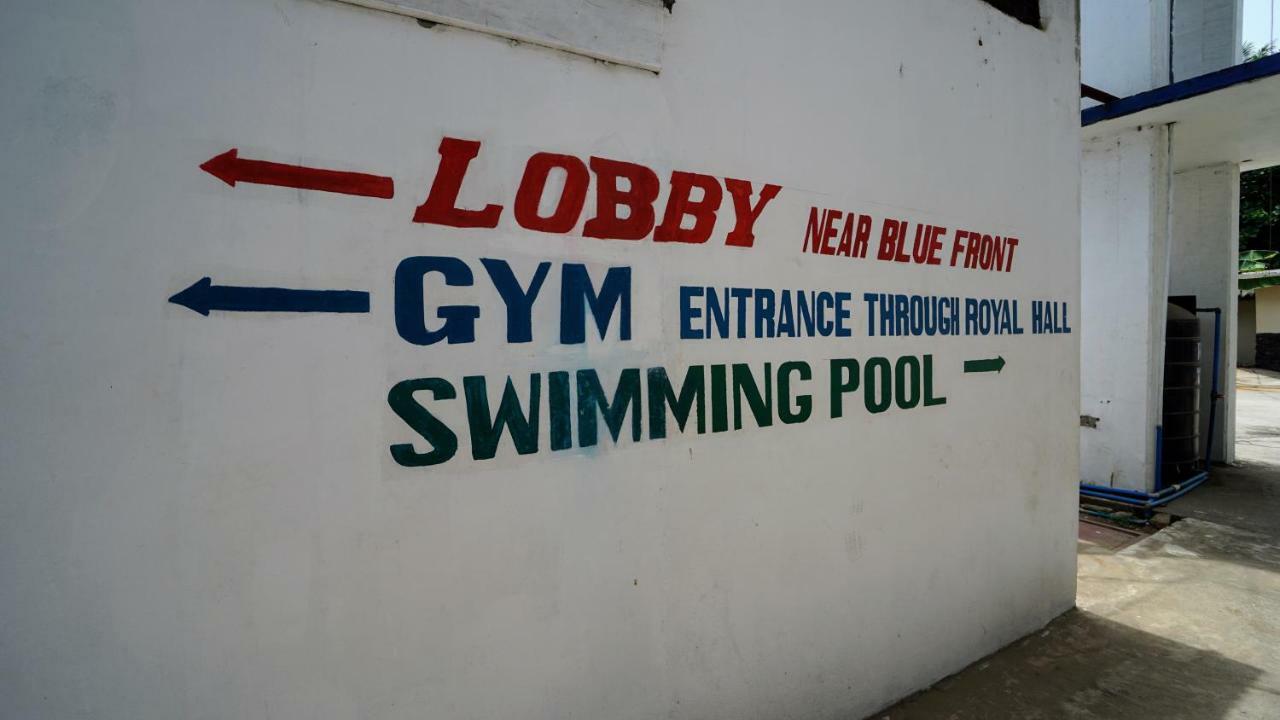 LOBBY NEAR BLUE FRONT
GYM ENTRANCE THROUGH ROYAL HALL
SWIMMING POOL